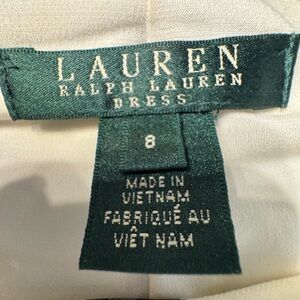 LAUREN
RALPH LAUREN
DRESS
8
MADE IN
VIETNAM
FABRIQUÉ AU
VIÊT NAM